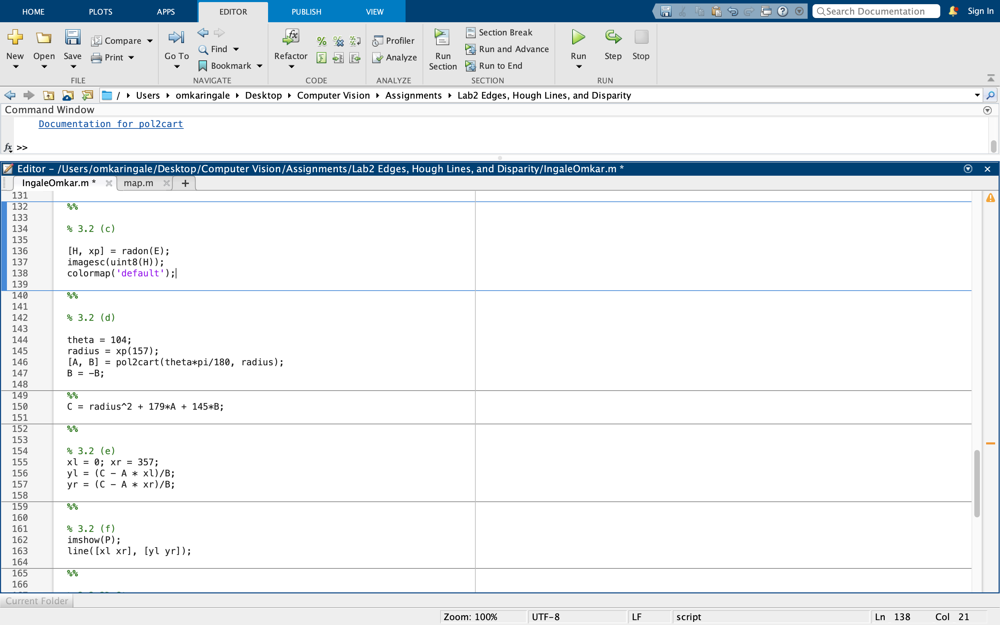 HOME PLOTS APPS EDITOR PUBLISH VIEW Search Documentation Sign In
New Open Save Compare Print Go To Find Bookmark Refactor Profiler Analyze Run Section Section Break Run and Advance Run to End Run Step Stop
FILE NAVIGATE CODE ANALYZE SECTION RUN
/ Users omkaringale Desktop Computer Vision Assignments Lab2 Edges, Hough Lines, and Disparity
Command Window
Documentation for pol2cart
fx >>
Editor - /Users/omkaringale/Desktop/Computer Vision/Assignments/Lab2 Edges, Hough Lines, and Disparity/IngaleOmkar.m *
IngaleOmkar.m * map.m +
131
132 %%
133
134 % 3.2 (c)
135
136 [H, xp] = radon(E);
137 imagesc(uint8(H));
138 colormap('default');
139
140 %%
141
142 % 3.2 (d)
143
144 theta = 104;
145 radius = xp(157);
146 [A, B] = pol2cart(theta*pi/180, radius);
147 B = -B;
148
149 %%
150 C = radius^2 + 179*A + 145*B;
151
152 %%
153
154 % 3.2 (e)
155 xl = 0; xr = 357;
156 yl = (C - A * xl)/B;
157 yr = (C - A * xr)/B;
158
159 %%
160
161 % 3.2 (f)
162 imshow(P);
163 line([xl xr], [yl yr]);
164
165 %%
166
Current Folder
Zoom: 100% UTF-8 LF script Ln 138 Col 21